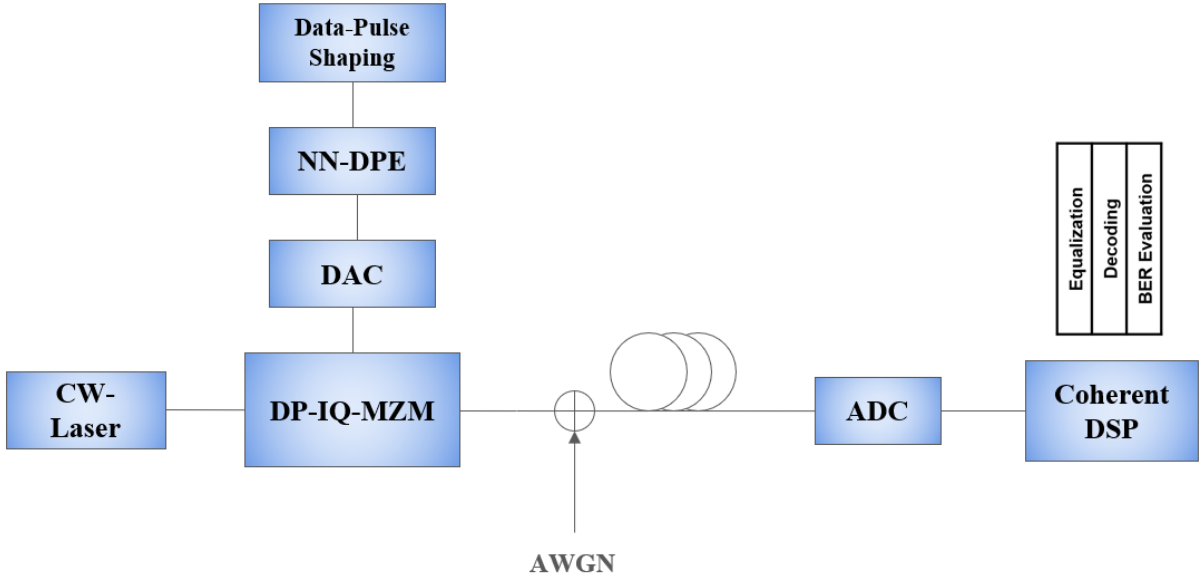 Data-Pulse
Shaping
NN-DPE
DAC
CW-
Laser
DP-IQ-MZM
AWGN
ADC
Equalization
Decoding
BER Evaluation
Coherent
DSP